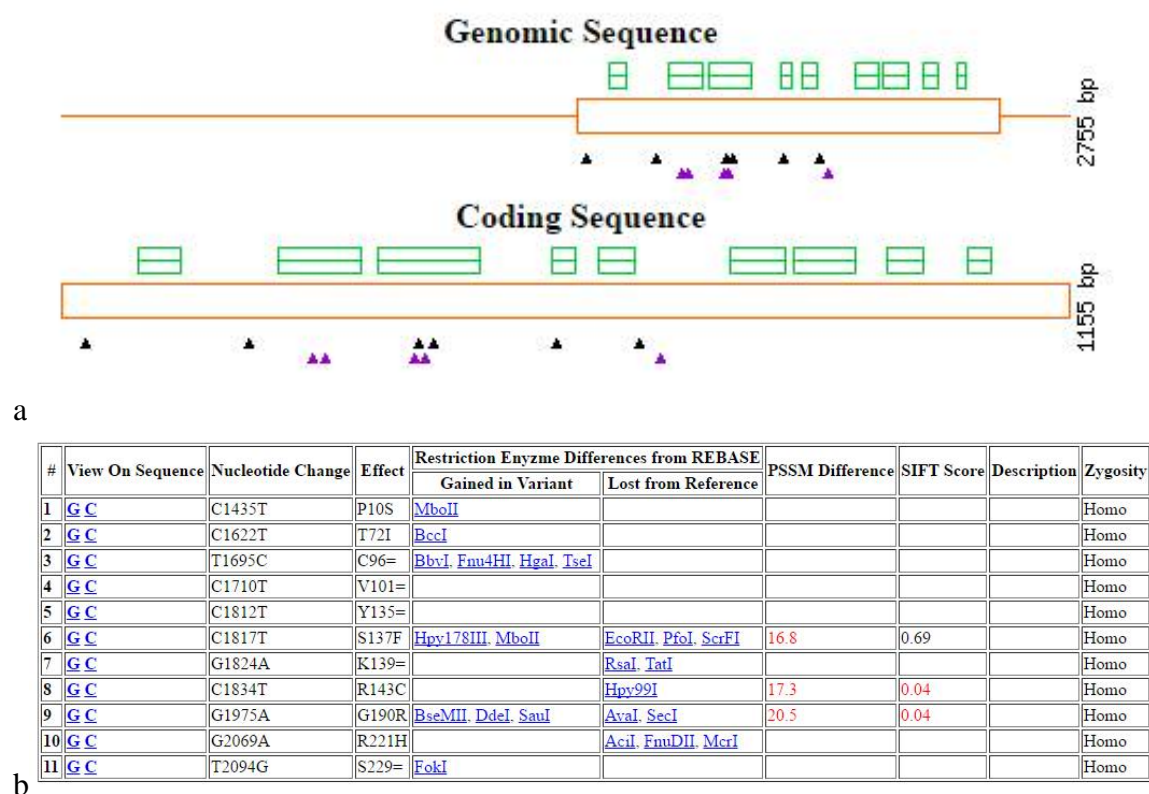 Genomic Sequence
2755 bp
Coding Sequence
1155 bp
a
# View On Sequence Nucleotide Change Effect Restriction Enyzme Differences from REBASE PSSM Difference SIFT Score Description Zygosity
Gained in Variant Lost from Reference
1 G C C1435T P10S MboII Homo
2 G C C1622T T72I BccI Homo
3 G C T1695C C96= BbvI, Fnu4HI, HgaI, TseI Homo
4 G C C1710T V101= Homo
5 G C C1812T Y135= Homo
6 G C C1817T S137F Hpy178III, MboII EcoRII, PfoI, ScrFI 16.8 0.69 Homo
7 G C G1824A K139= RsaI, TatI Homo
8 G C C1834T R143C Hpy99I 17.3 0.04 Homo
9 G C G1975A G190R BseMII, DdeI, SauI AvaI, SecI 20.5 0.04 Homo
10 G C G2069A R221H AciI, FnuDII, McrI Homo
11 G C T2094G S229= FokI Homo
b